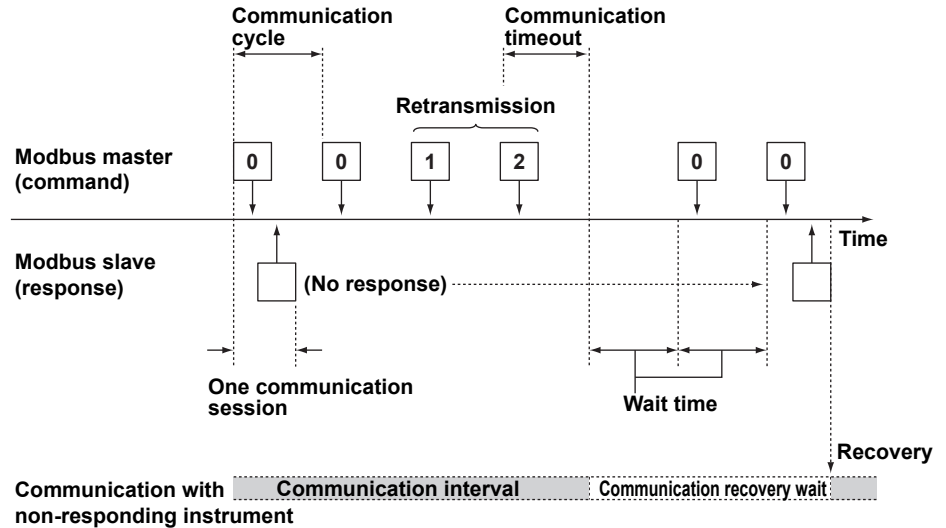 Communication
cycle
Communication
timeout
Retransmission
Modbus master
(command)
0
0
1
2
0
0
Time
Modbus slave
(response)
(No response)
One communication
session
Wait time
Recovery
Communication with
non-responding instrument
Communication interval
Communication recovery wait